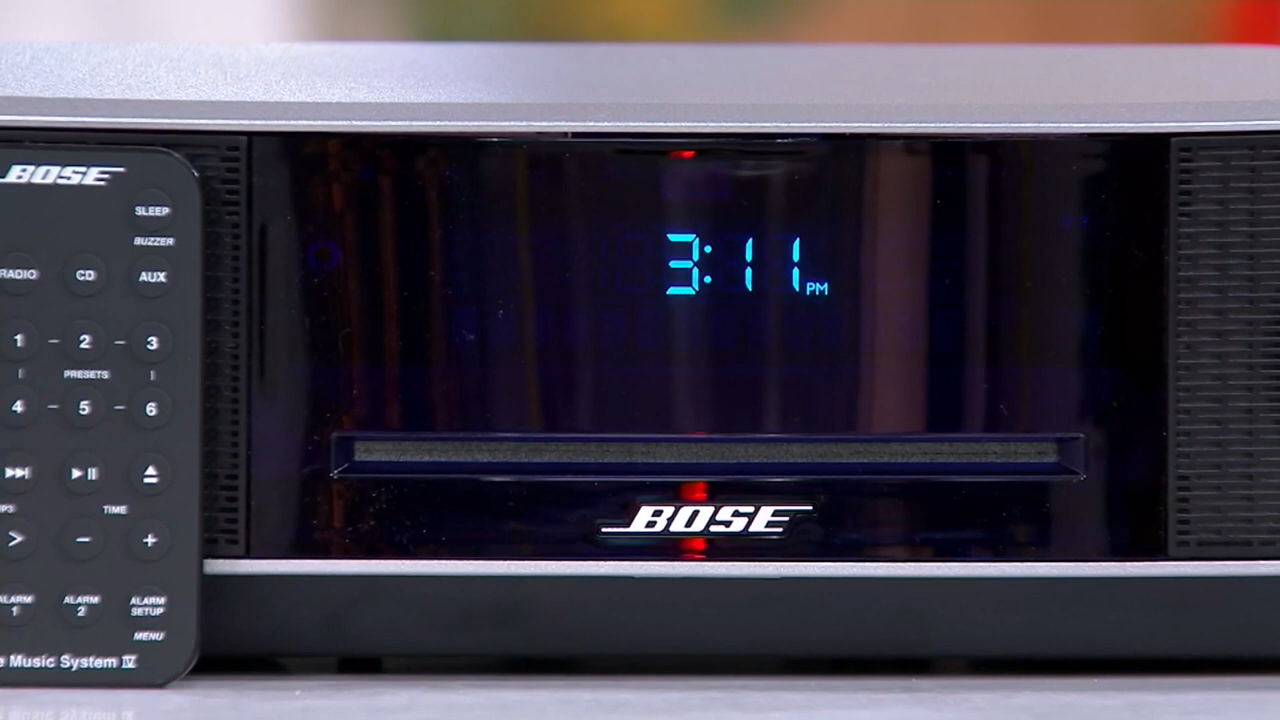 BOSE
SLEEP
BUZZER
RADIO CD AUX
1 - 2 - 3
PRESETS
4 - 5 - 6
TIME
- +
ALARM 1 ALARM 2 ALARM SETUP
MENU
Music System IV
3:11 PM
BOSE